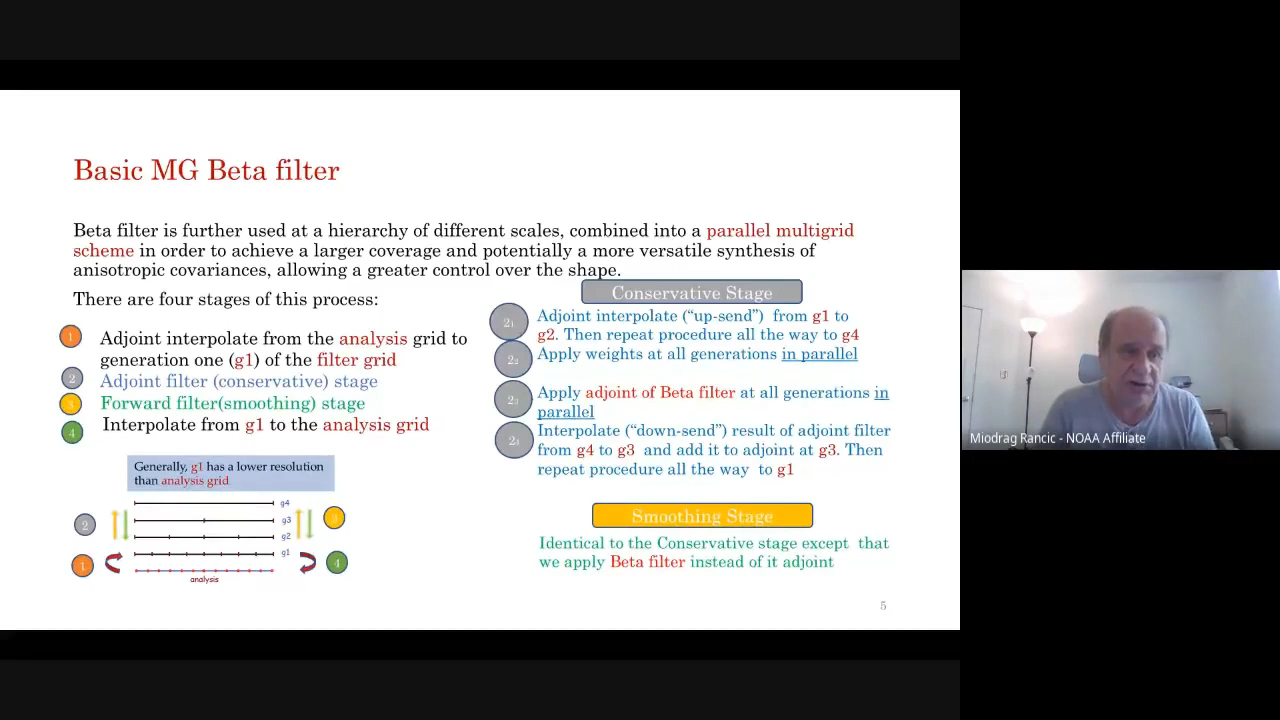 Basic MG Beta filter
Beta filter is further used at a hierarchy of different scales, combined into a parallel multigrid
scheme in order to achieve a larger coverage and potentially a more versatile synthesis of
anisotropic covariances, allowing a greater control over the shape.
There are four stages of this process:
1 Adjoint interpolate from the analysis grid to
generation one (g1) of the filter grid
2 Adjoint filter (conservative) stage
3 Forward filter(smoothing) stage
4 Interpolate from g1 to the analysis grid
Generally, g1 has a lower resolution
than analysis grid
g4
g3
2
3
g2
g1
1
4
analysis
Conservative Stage
2₁ Adjoint interpolate (“up-send”) from g1 to
g2. Then repeat procedure all the way to g4
2₂ Apply weights at all generations in parallel
2₃ Apply adjoint of Beta filter at all generations in
parallel
2₄ Interpolate (“down-send”) result of adjoint filter
from g4 to g3 and add it to adjoint at g3. Then
repeat procedure all the way to g1
Smoothing Stage
Identical to the Conservative stage except that
we apply Beta filter instead of it adjoint
5
Miodrag Rancic - NOAA Affiliate